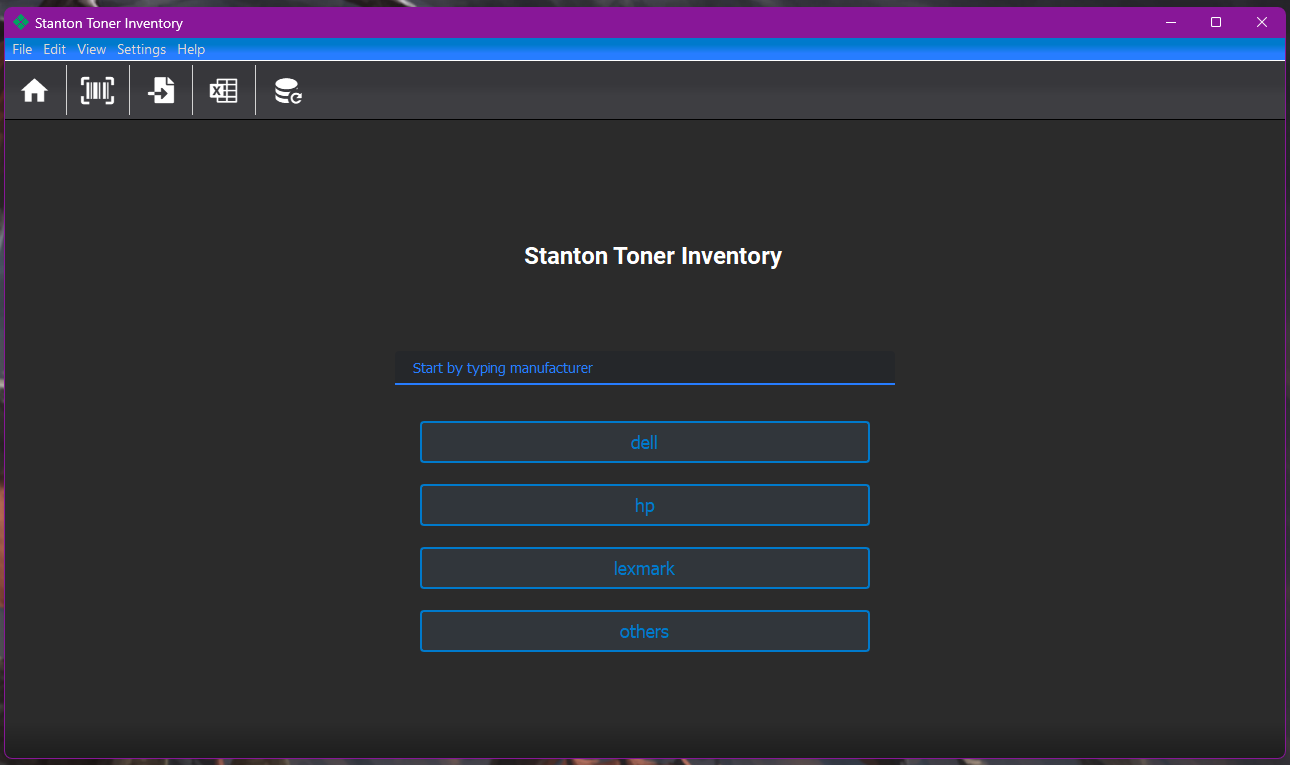 Stanton Toner Inventory
File Edit View Settings Help
X
Stanton Toner Inventory
Start by typing manufacturer
dell
hp
lexmark
others